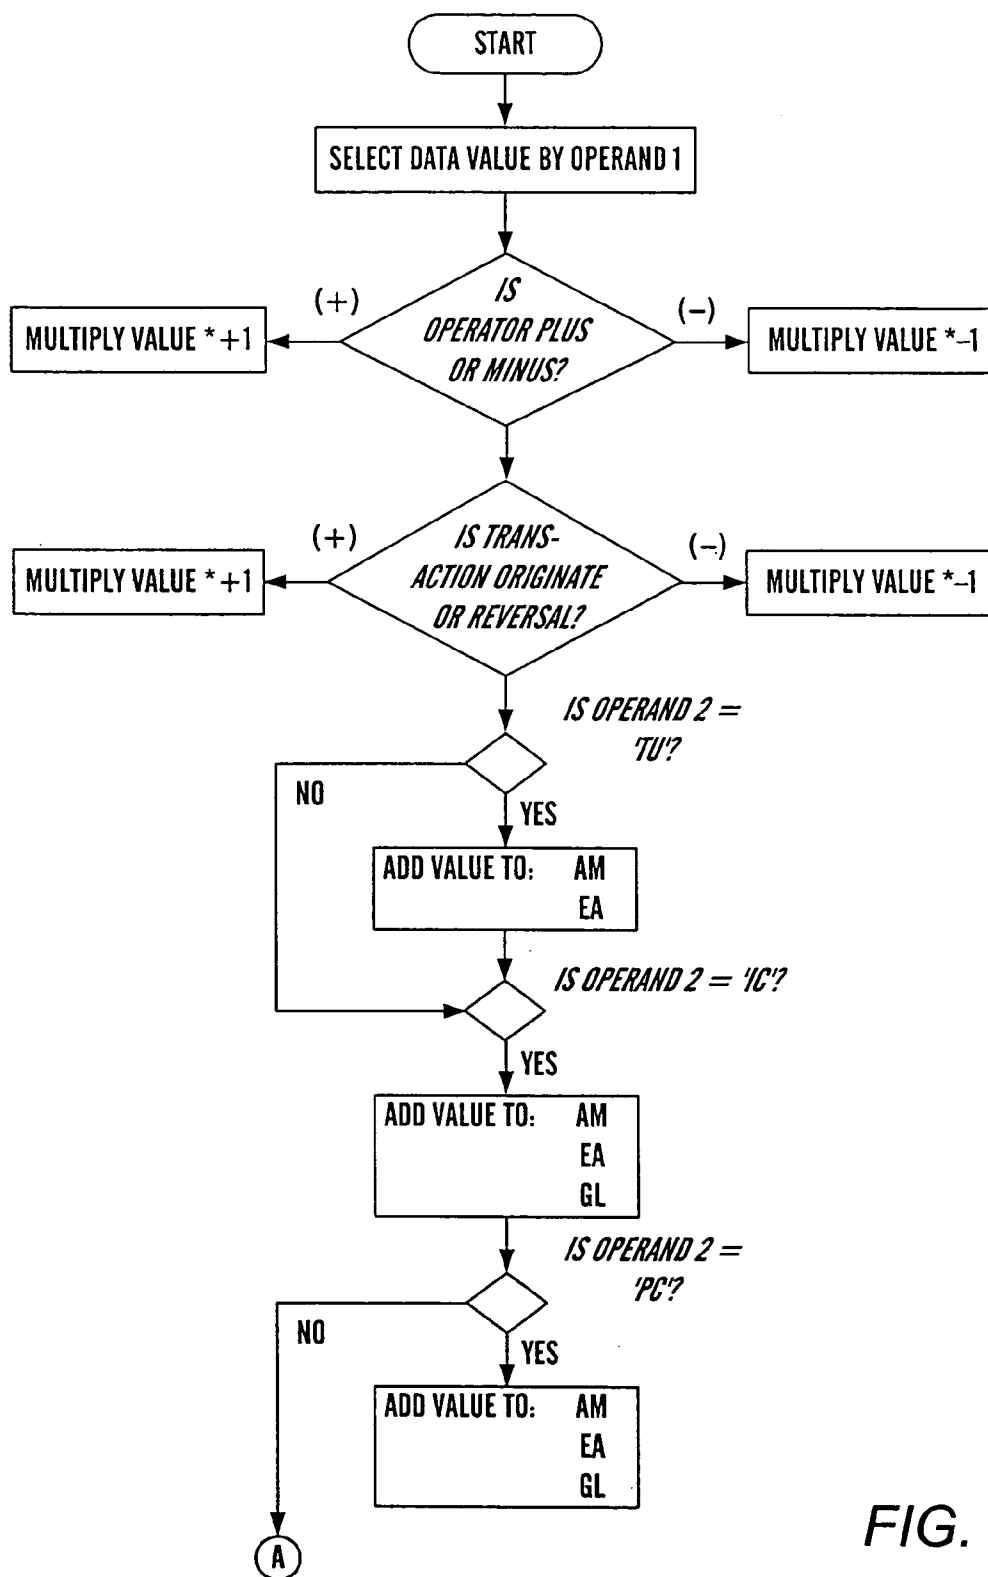 START
SELECT DATA VALUE BY OPERAND 1
IS
OPERATOR PLUS
OR MINUS?
(+)
(-)
MULTIPLY VALUE *+1
MULTIPLY VALUE *-1
IS TRANS-
ACTION ORIGINATE
OR REVERSAL?
(+)
(-)
MULTIPLY VALUE *+1
MULTIPLY VALUE *-1
IS OPERAND 2 =
'TU'?
NO
YES
ADD VALUE TO: AM
EA
IS OPERAND 2 = 'IC'?
YES
ADD VALUE TO: AM
EA
GL
IS OPERAND 2 =
'PC'?
NO
YES
ADD VALUE TO: AM
EA
GL
A
FIG.